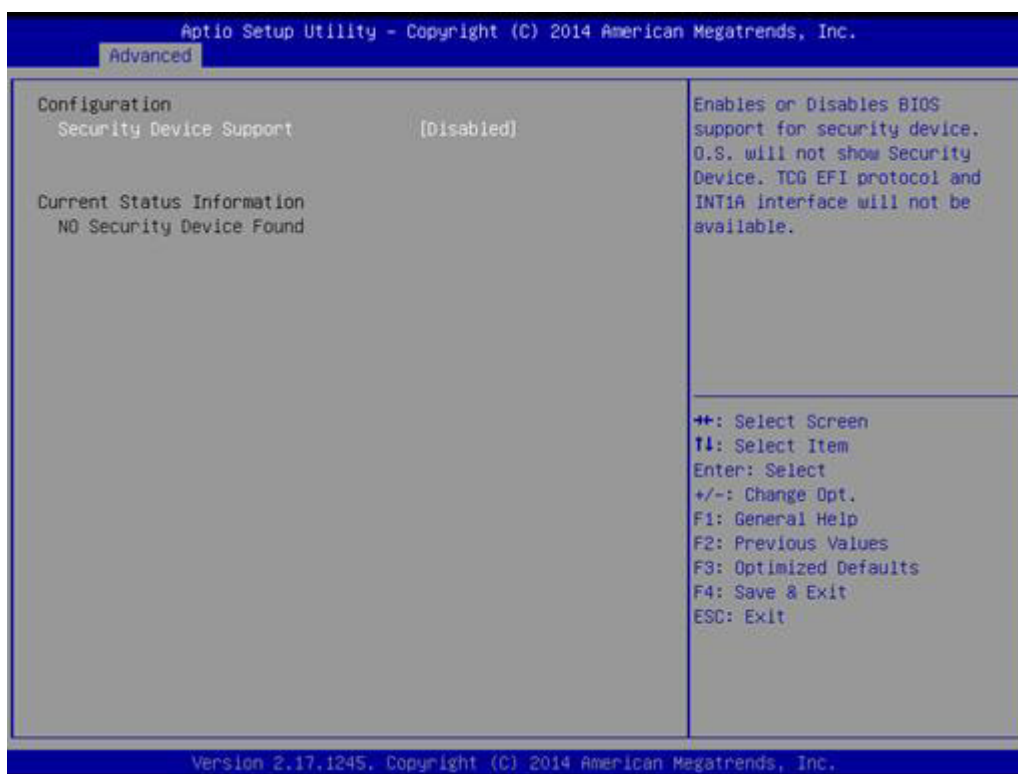 Aptio Setup Utility - Copyright (C) 2014 American Megatrends, Inc.
Advanced
Configuration
Security Device Support [Disabled]
Current Status Information
NO Security Device Found
Enables or Disables BIOS
support for security device.
O.S. will not show Security
Device. TCG EFI protocol and
INT1A interface will not be
available.
→←: Select Screen
↑↓: Select Item
Enter: Select
+/-: Change Opt.
F1: General Help
F2: Previous Values
F3: Optimized Defaults
F4: Save & Exit
ESC: Exit
Version 2.17.1245. Copyright (C) 2014 American Megatrends, Inc.